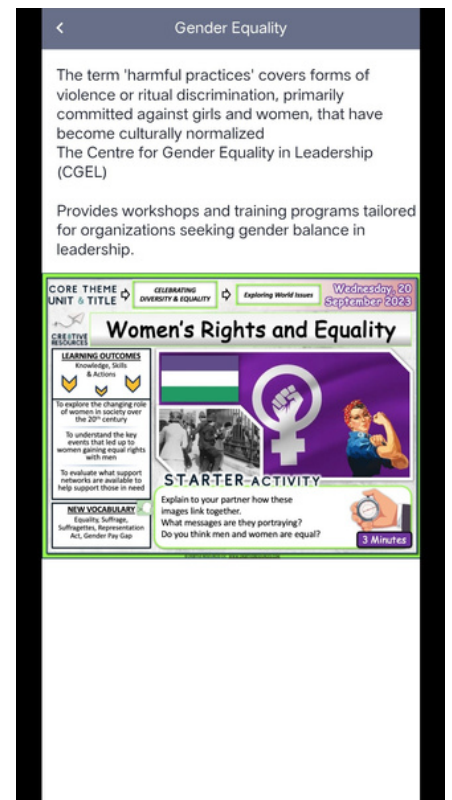 Gender Equality
The term 'harmful practices' covers forms of
violence or ritual discrimination, primarily
committed against girls and women, that have
become culturally normalized
The Centre for Gender Equality in Leadership
(CGEL)
Provides workshops and training programs tailored
for organizations seeking gender balance in
leadership.
CORE THEME
UNIT & TITLE
CELEBRATING
DIVERSITY & EQUALITY
Exploring World Issues
Wednesday, 20
September 2023
CRE8TIVE
RESOURCES
Women's Rights and Equality
LEARNING OUTCOMES
Knowledge, Skills
& Actions
To explore the changing role
of women in society over
the 20th century
To understand the key
events that led up to
women gaining equal rights
with men
To evaluate what support
networks are available to
help support those in need
NEW VOCABULARY
Equality, Suffrage,
Suffragettes, Representation
Act, Gender Pay Gap
STARTER ACTIVITY
Explain to your partner how these
images link together.
What messages are they portraying?
Do you think men and women are equal?
3 Minutes